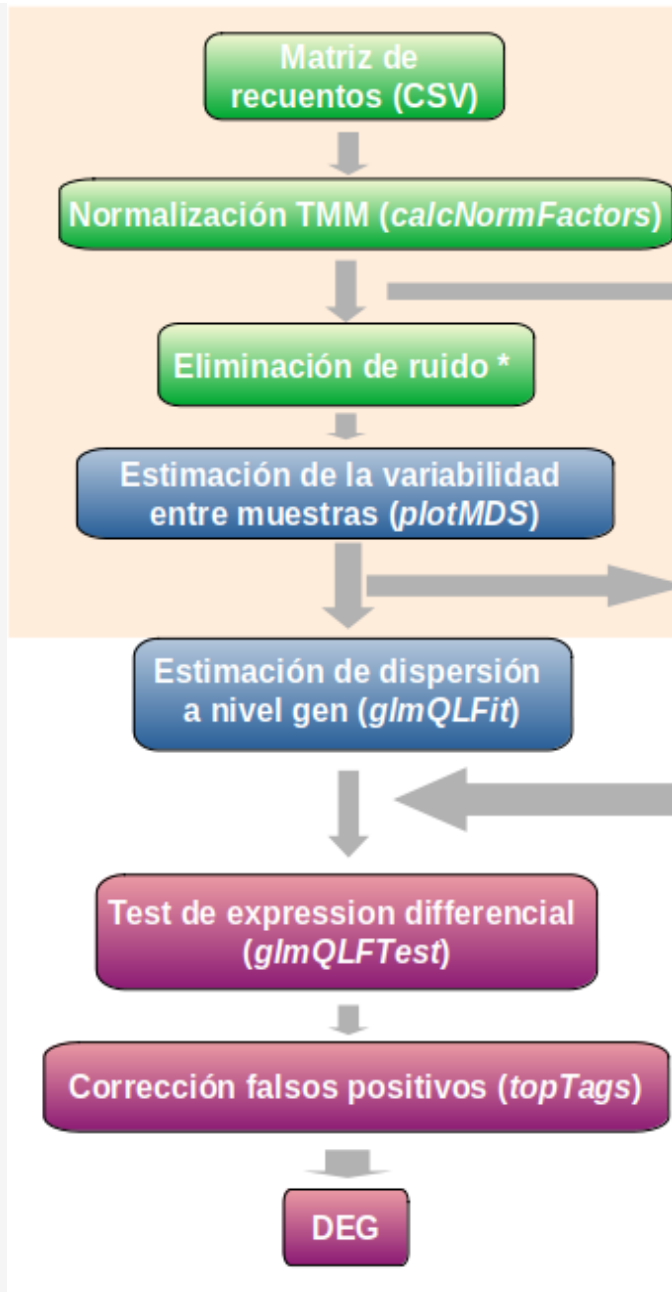 Matriz de
recuentos (CSV)
Normalización TMM (calcNormFactors)
Eliminación de ruido *
Estimación de la variabilidad
entre muestras (plotMDS)
Estimación de dispersión
a nivel gen (glmQLFit)
Test de expression differencial
(glmQLFTest)
Corrección falsos positivos (topTags)
DEG